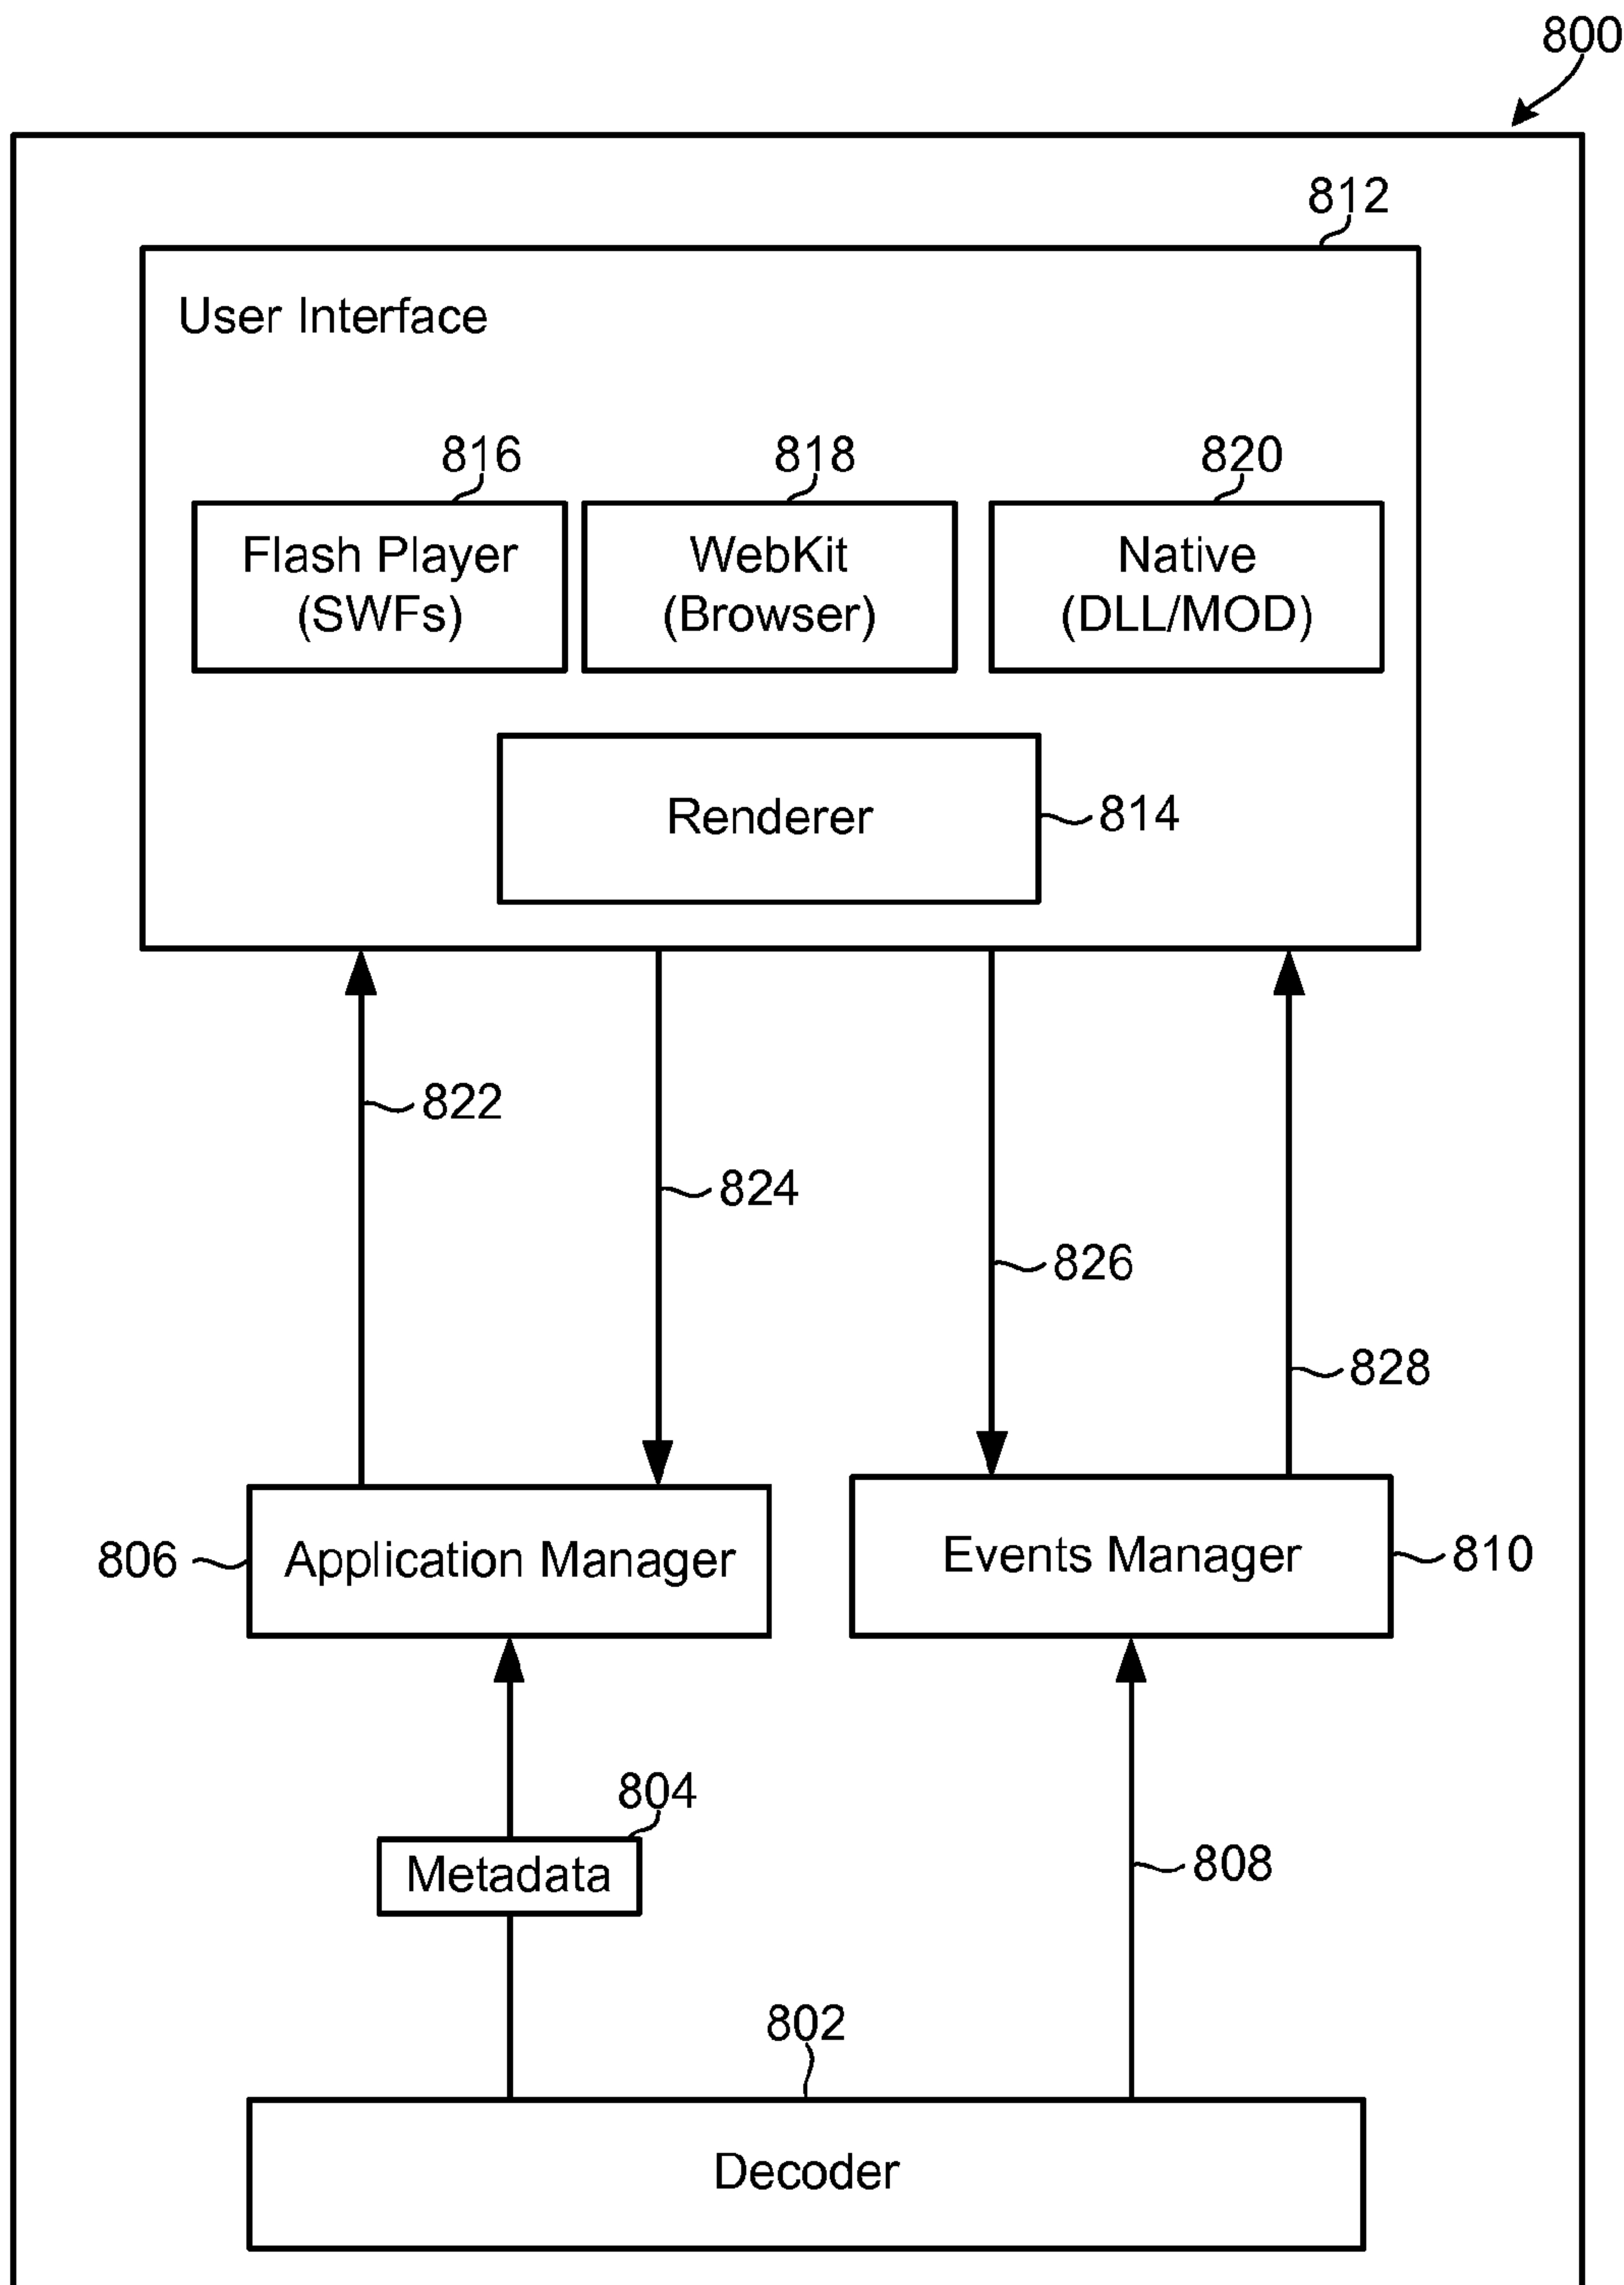 800
812
User Interface
816
818
820
Flash Player
(SWFs)
WebKit
(Browser)
Native
(DLL/MOD)
Renderer
814
822
824
826
828
806
Application Manager
Events Manager
810
804
Metadata
808
802
Decoder